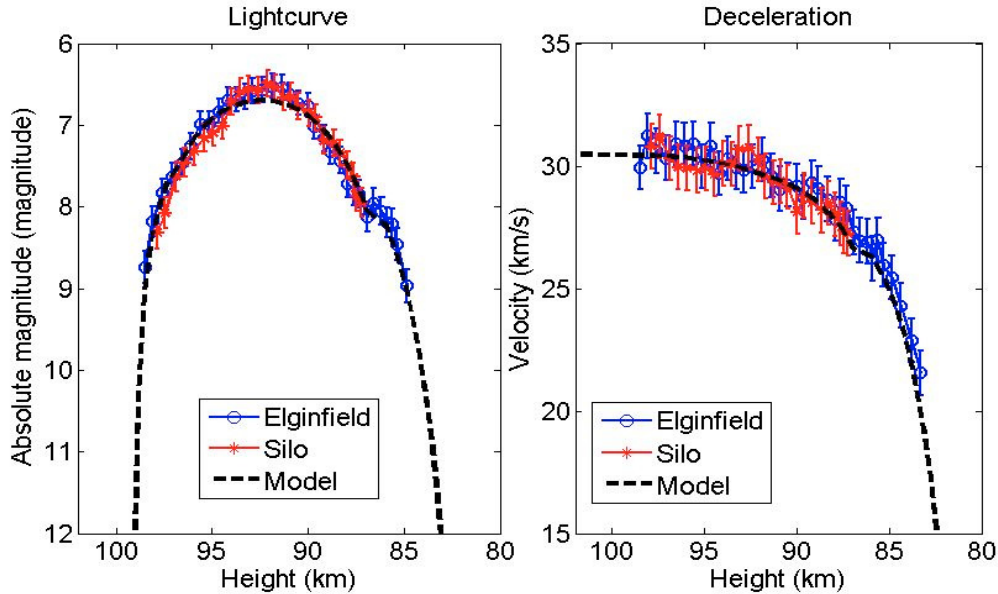 Lightcurve
6
7
8
9
10
11
12
Absolute magnitude (magnitude)
Elginfield
Silo
Model
100
95
90
85
80
Height (km)
Deceleration
35
30
25
20
15
Velocity (km/s)
Elginfield
Silo
Model
100
95
90
85
80
Height (km)